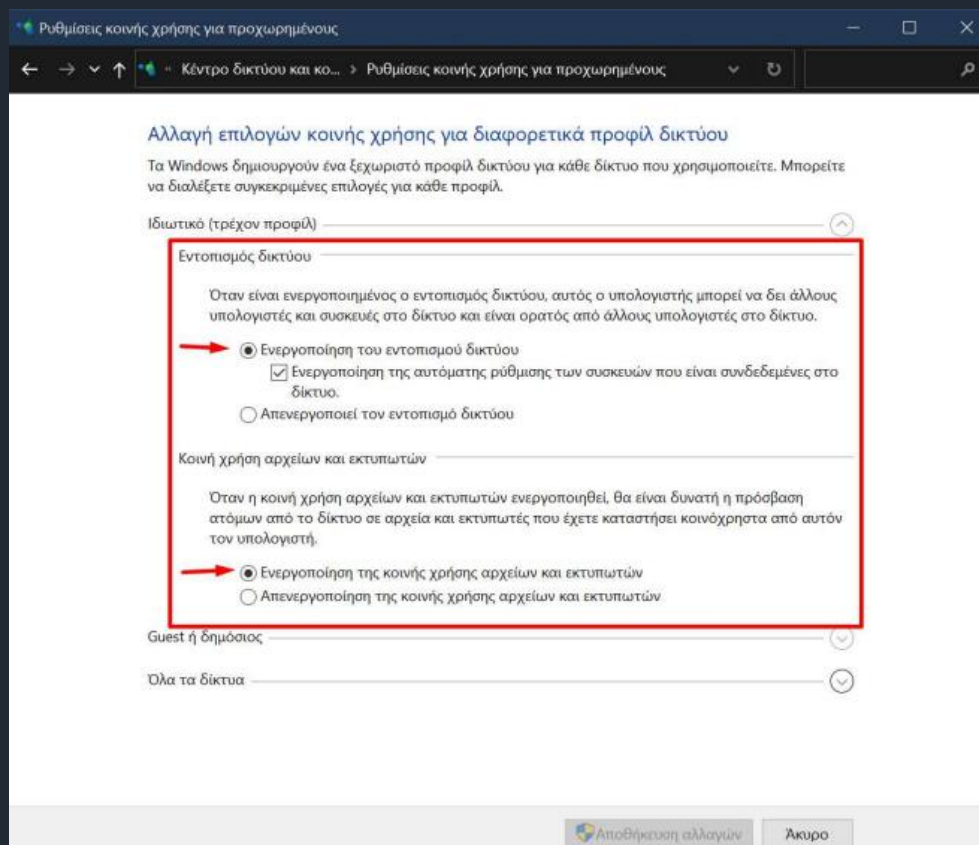 Ρυθμίσεις κοινής χρήσης για προχωρημένους
« Κέντρο δικτύου και κο... > Ρυθμίσεις κοινής χρήσης για προχωρημένους
Αλλαγή επιλογών κοινής χρήσης για διαφορετικά προφίλ δικτύου
Τα Windows δημιουργούν ένα ξεχωριστό προφίλ δικτύου για κάθε δίκτυο που χρησιμοποιείτε. Μπορείτε
να διαλέξετε συγκεκριμένες επιλογές για κάθε προφίλ.
Ιδιωτικό (τρέχον προφίλ)
Εντοπισμός δικτύου
Όταν είναι ενεργοποιημένος ο εντοπισμός δικτύου, αυτός ο υπολογιστής μπορεί να δει άλλους
υπολογιστές και συσκευές στο δίκτυο και είναι ορατός από άλλους υπολογιστές στο δίκτυο.
Ενεργοποίηση του εντοπισμού δικτύου
Ενεργοποίηση της αυτόματης ρύθμισης των συσκευών που είναι συνδεδεμένες στο
δίκτυο.
Απενεργοποιεί τον εντοπισμό δικτύου
Κοινή χρήση αρχείων και εκτυπωτών
Όταν η κοινή χρήση αρχείων και εκτυπωτών ενεργοποιηθεί, θα είναι δυνατή η πρόσβαση
ατόμων από το δίκτυο σε αρχεία και εκτυπωτές που έχετε καταστήσει κοινόχρηστα από αυτόν
τον υπολογιστή.
Ενεργοποίηση της κοινής χρήσης αρχείων και εκτυπωτών
Απενεργοποίηση της κοινής χρήσης αρχείων και εκτυπωτών
Guest ή δημόσιος
Όλα τα δίκτυα
Αποθήκευση αλλαγών Άκυρο